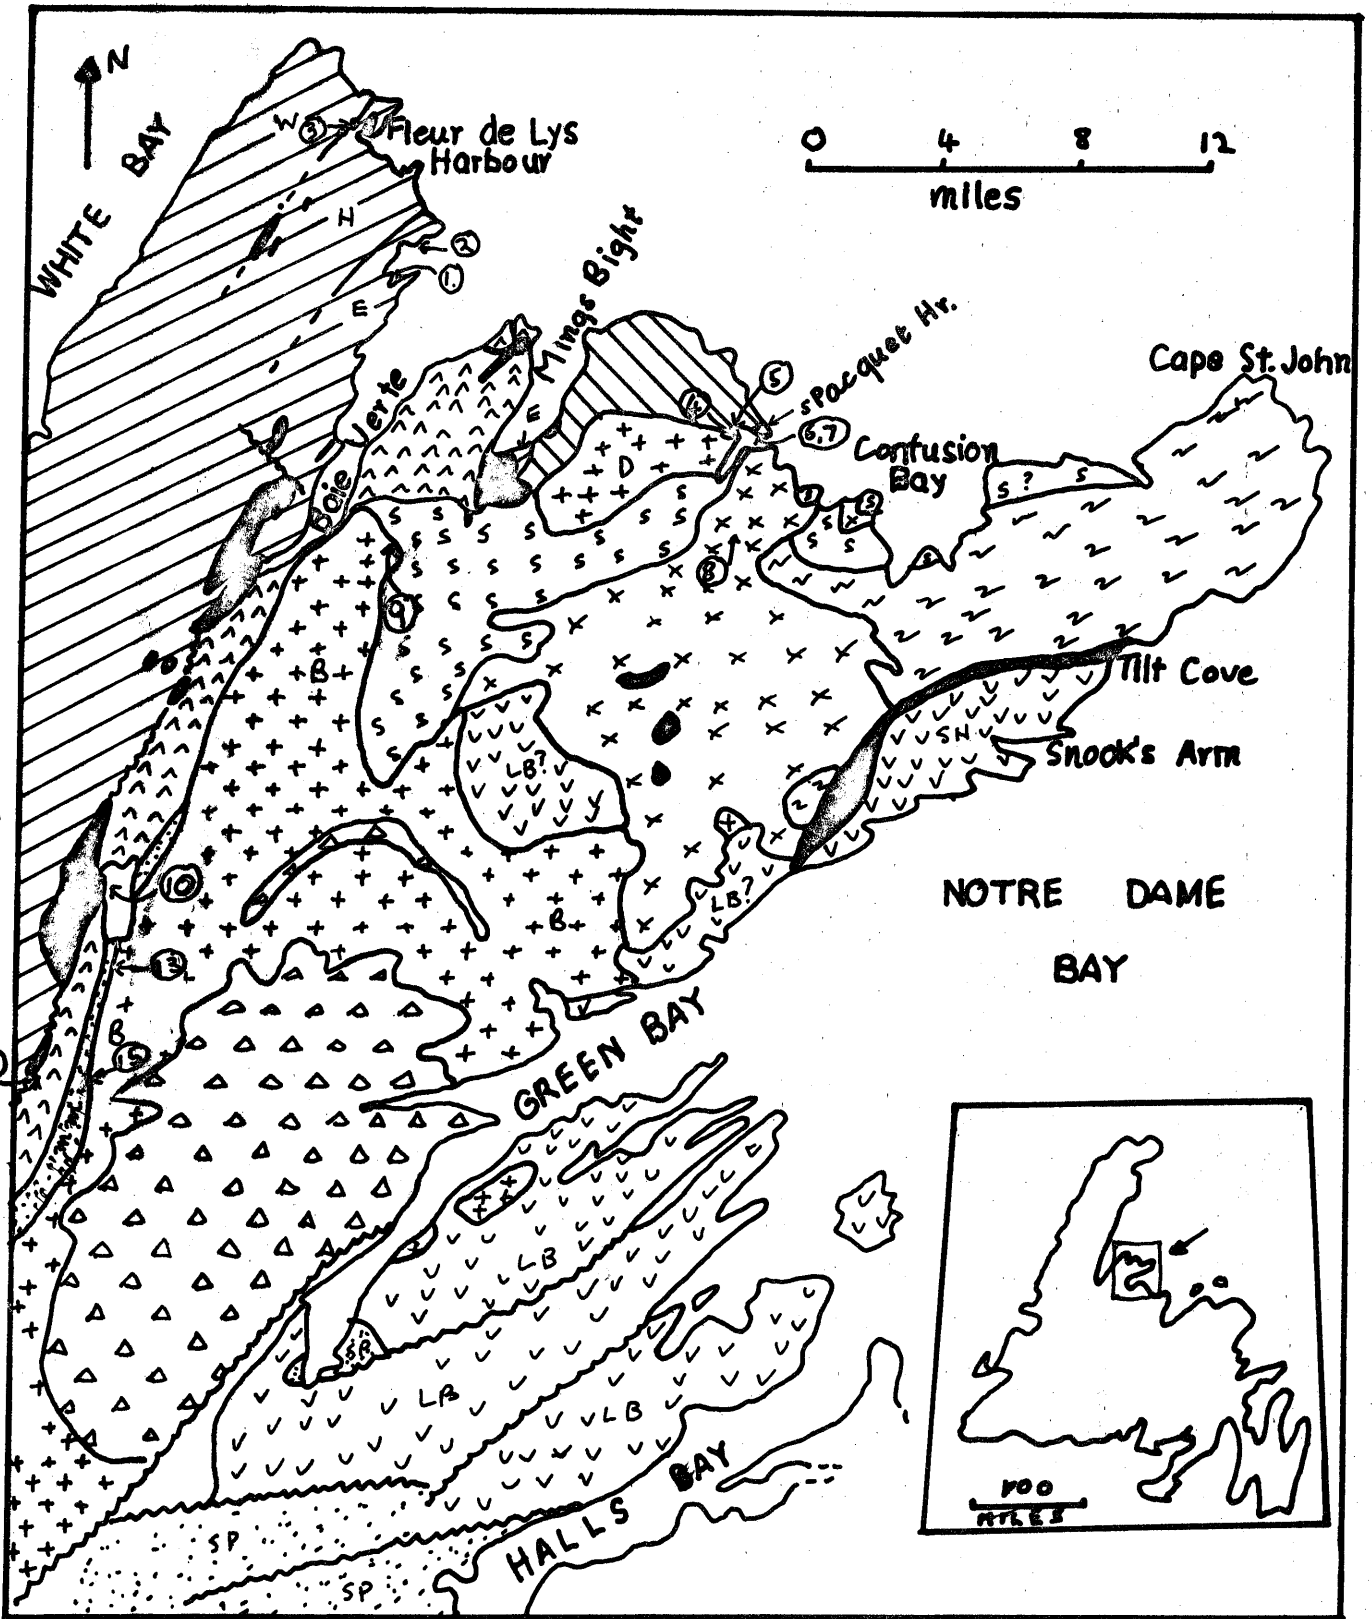 N
WHITE BAY
W
3
Fleur de Lys
Harbour
0 4 8 12
miles
H
2
1.
E
Mings Bight
Baie Verte
E
4
5
s Pacquet Hr.
6,7
Cape St. John
Confusion
Bay
D
S ? S
8
9
B
Tilt Cove
SN
Snook's Arm
LB?
10
LB?
B
NOTRE DAME
BAY
13
B
15
GREEN BAY
LB
LB
LB
SP
SP
HALLS BAY
100
MILES